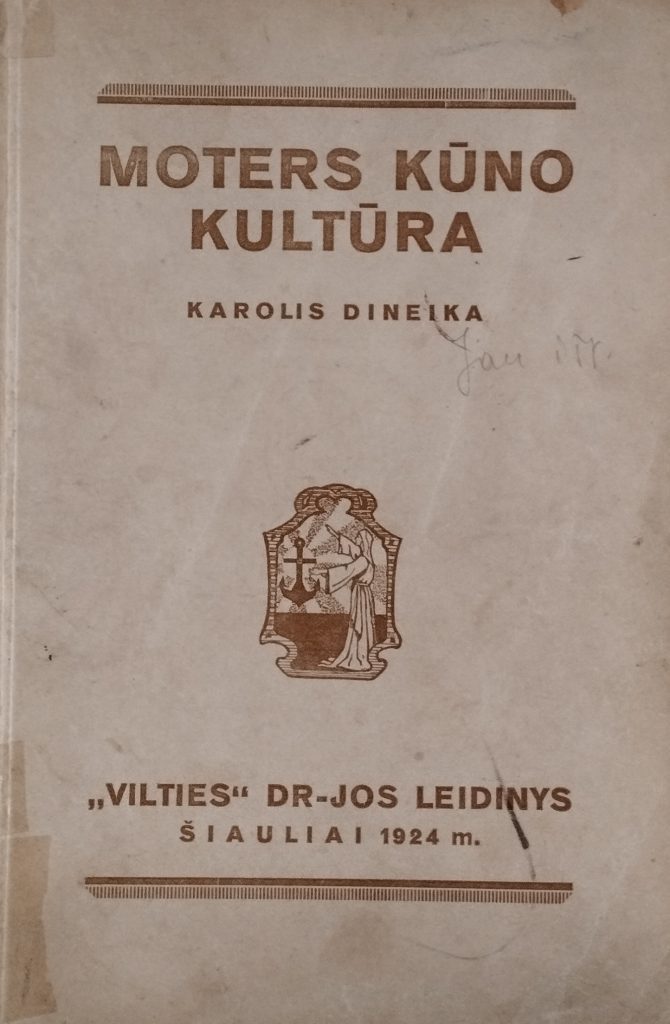 MOTERS KŪNO
KULTŪRA
KAROLIS DINEIKA
„VILTIES“ DR-JOS LEIDINYS
ŠIAULIAI 1924 m.